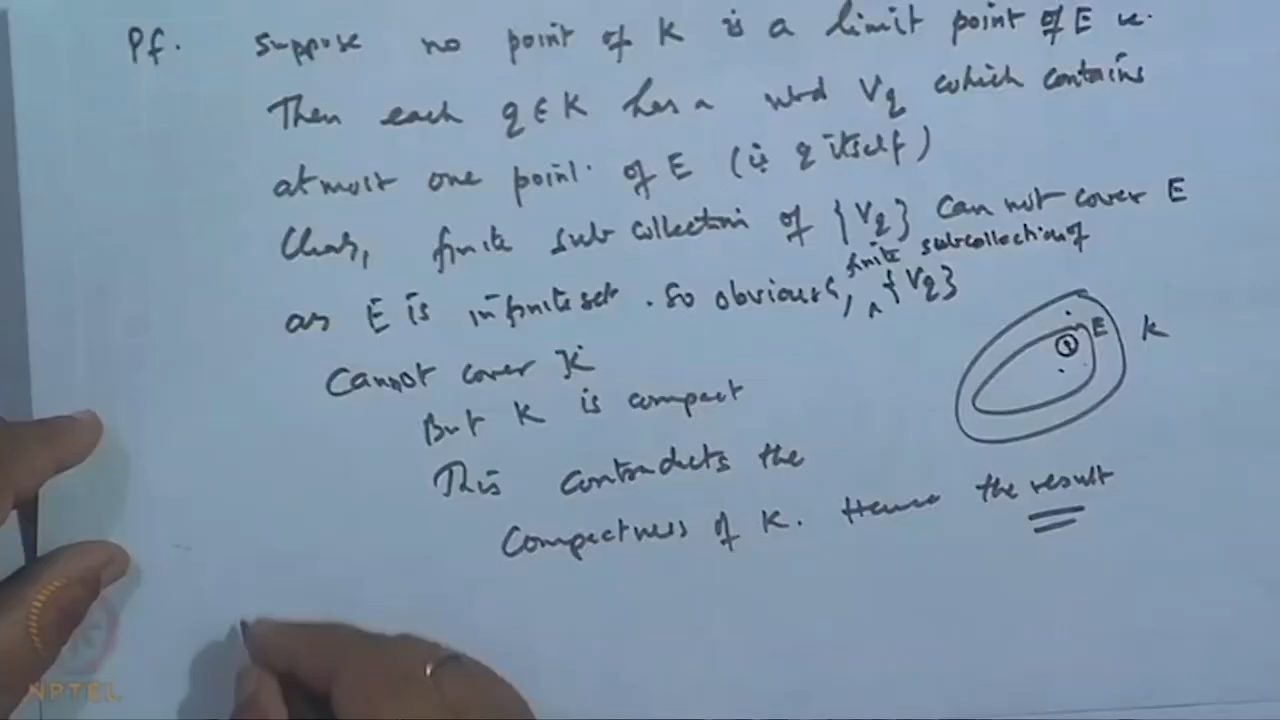 Pf. Suppose no point of K is a limit point of E
Then each q ∈ K has a nbd V_q which contains
atmost one point of E (is q itself)
finite sub collection of {V_q} can not cover E
as E is infinite set. So obviously, finite subcollection of {V_q}
Cannot cover K
But K is compact
This contradicts the
Compactness of K. Hence the result
E K
NPTEL